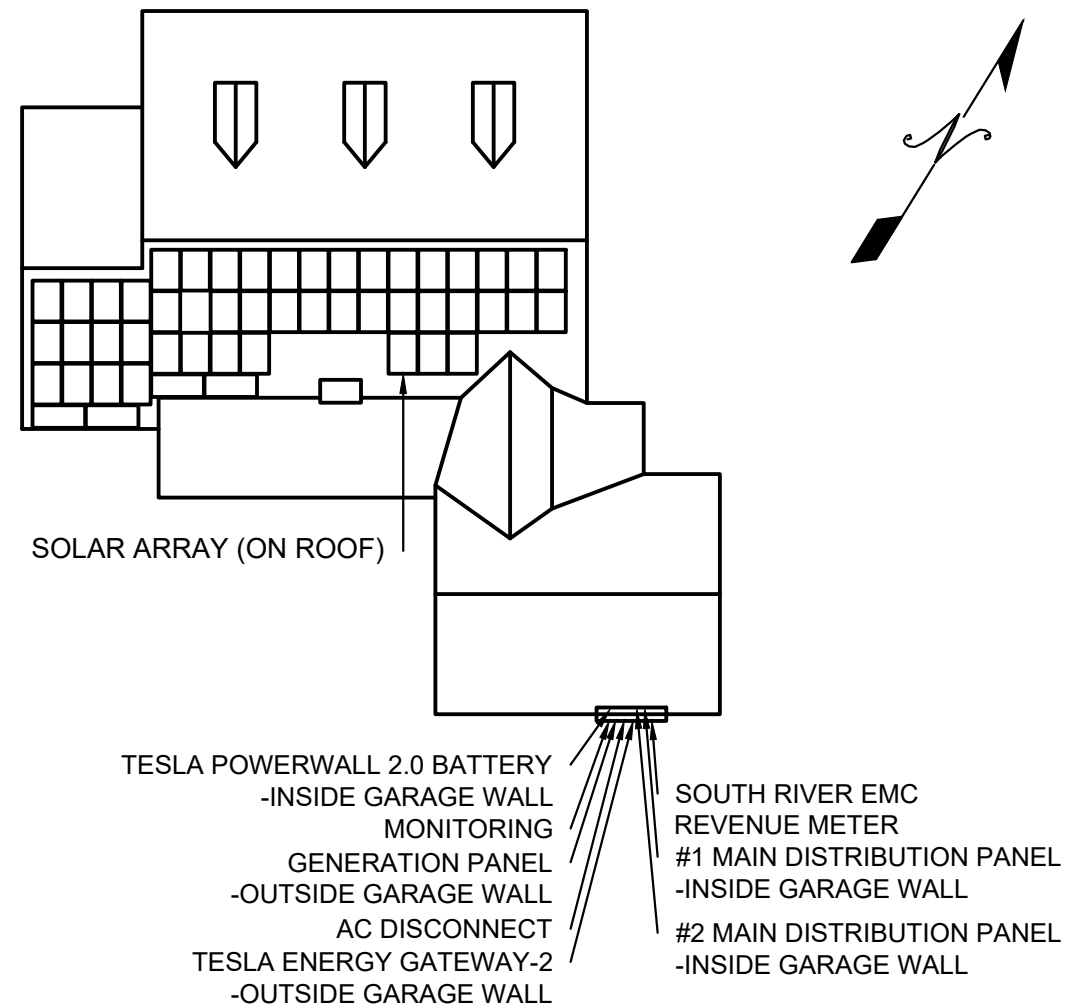 N
SOLAR ARRAY (ON ROOF)
TESLA POWERWALL 2.0 BATTERY
-INSIDE GARAGE WALL
MONITORING
GENERATION PANEL
-OUTSIDE GARAGE WALL
AC DISCONNECT
TESLA ENERGY GATEWAY-2
-OUTSIDE GARAGE WALL
SOUTH RIVER EMC
REVENUE METER
#1 MAIN DISTRIBUTION PANEL
-INSIDE GARAGE WALL
#2 MAIN DISTRIBUTION PANEL
-INSIDE GARAGE WALL